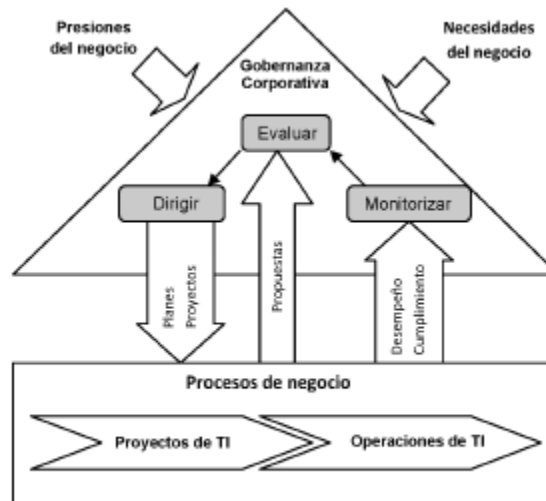 Presiones
del negocio
Necesidades
del negocio
Gobernanza
Corporativa
Evaluar
Dirigir
Monitorizar
Planes
Proyectos
Propuestas
Desempeño
Cumplimiento
Procesos de negocio
Proyectos de TI
Operaciones de TI